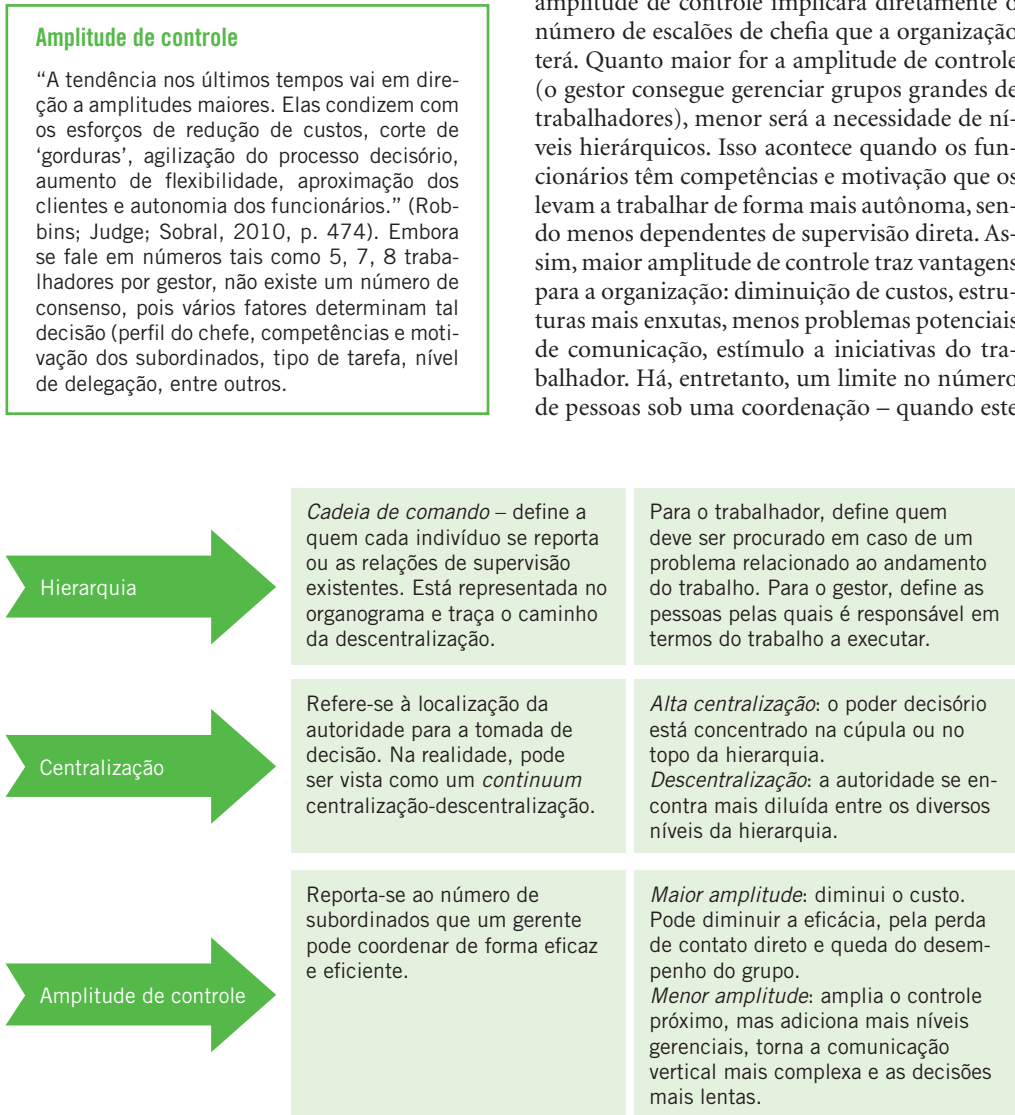 Amplitude de controle
“A tendência nos últimos tempos vai em dire-
ção a amplitudes maiores. Elas condizem com
os esforços de redução de custos, corte de
‘gorduras’, agilização do processo decisório,
aumento de flexibilidade, aproximação dos
clientes e autonomia dos funcionários.” (Rob-
bins; Judge; Sobral, 2010, p. 474). Embora
se fale em números tais como 5, 7, 8 traba-
lhadores por gestor, não existe um número de
consenso, pois vários fatores determinam tal
decisão (perfil do chefe, competências e moti-
vação dos subordinados, tipo de tarefa, nível
de delegação, entre outros.
amplitude de controle implicará diretamente o
número de escalões de chefia que a organização
terá. Quanto maior for a amplitude de controle
(o gestor consegue gerenciar grupos grandes de
trabalhadores), menor será a necessidade de ní-
veis hierárquicos. Isso acontece quando os fun-
cionários têm competências e motivação que os
levam a trabalhar de forma mais autônoma, sen-
do menos dependentes de supervisão direta. As-
sim, maior amplitude de controle traz vantagens
para a organização: diminuição de custos, estru-
turas mais enxutas, menos problemas potenciais
de comunicação, estímulo a iniciativas do tra-
balhador. Há, entretanto, um limite no número
de pessoas sob uma coordenação – quando este
Hierarquia
Cadeia de comando – define a
quem cada indivíduo se reporta
ou as relações de supervisão
existentes. Está representada no
organograma e traça o caminho
da descentralização.
Para o trabalhador, define quem
deve ser procurado em caso de um
problema relacionado ao andamento
do trabalho. Para o gestor, define as
pessoas pelas quais é responsável em
termos do trabalho a executar.
Centralização
Refere-se à localização da
autoridade para a tomada de
decisão. Na realidade, pode
ser vista como um continuum
centralização-descentralização.
Alta centralização: o poder decisório
está concentrado na cúpula ou no
topo da hierarquia.
Descentralização: a autoridade se en-
contra mais diluída entre os diversos
níveis da hierarquia.
Amplitude de controle
Reporta-se ao número de
subordinados que um gerente
pode coordenar de forma eficaz
e eficiente.
Maior amplitude: diminui o custo.
Pode diminuir a eficácia, pela perda
de contato direto e queda do desem-
penho do grupo.
Menor amplitude: amplia o controle
próximo, mas adiciona mais níveis
gerenciais, torna a comunicação
vertical mais complexa e as decisões
mais lentas.